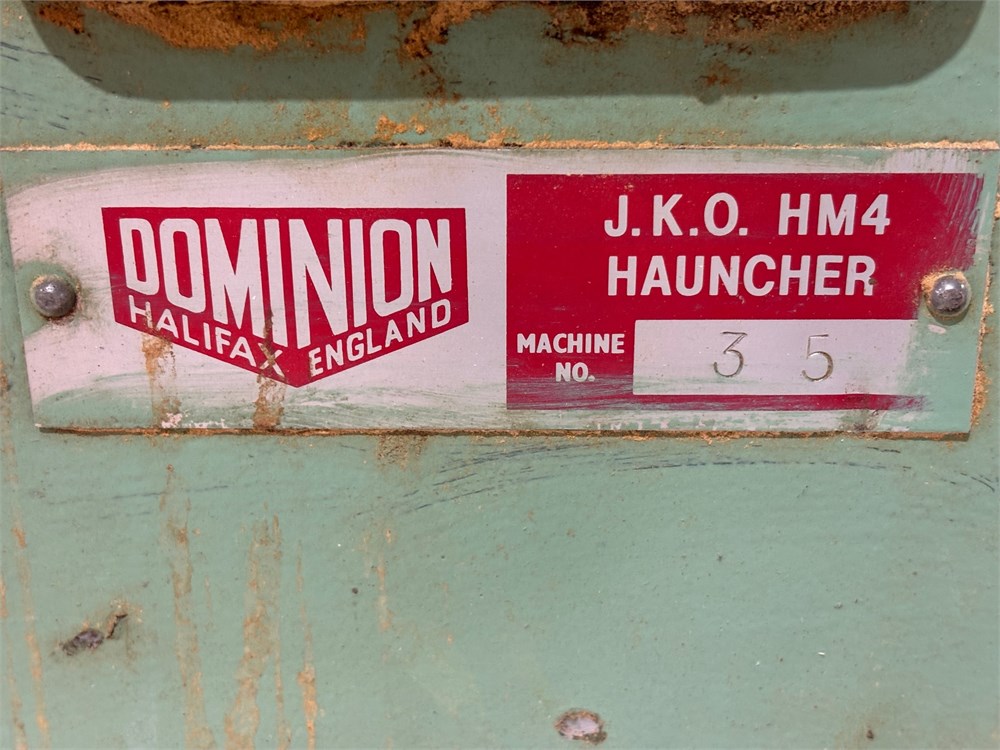 DOMINION
HALIFAX ENGLAND
J.K.O. HM4
HAUNCHER
MACHINE
NO.
3 5